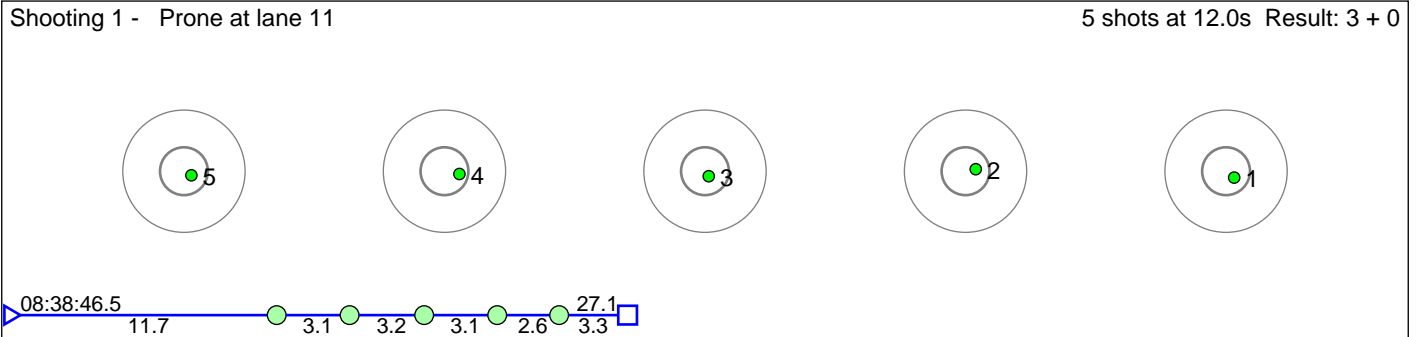 Shooting 1 -   Prone at lane 11
5 shots at 12.0s  Result: 3 + 0
5 4 3 2 1
08:38:46.5 27.1
11.7 3.1 3.2 3.1 2.6 3.3